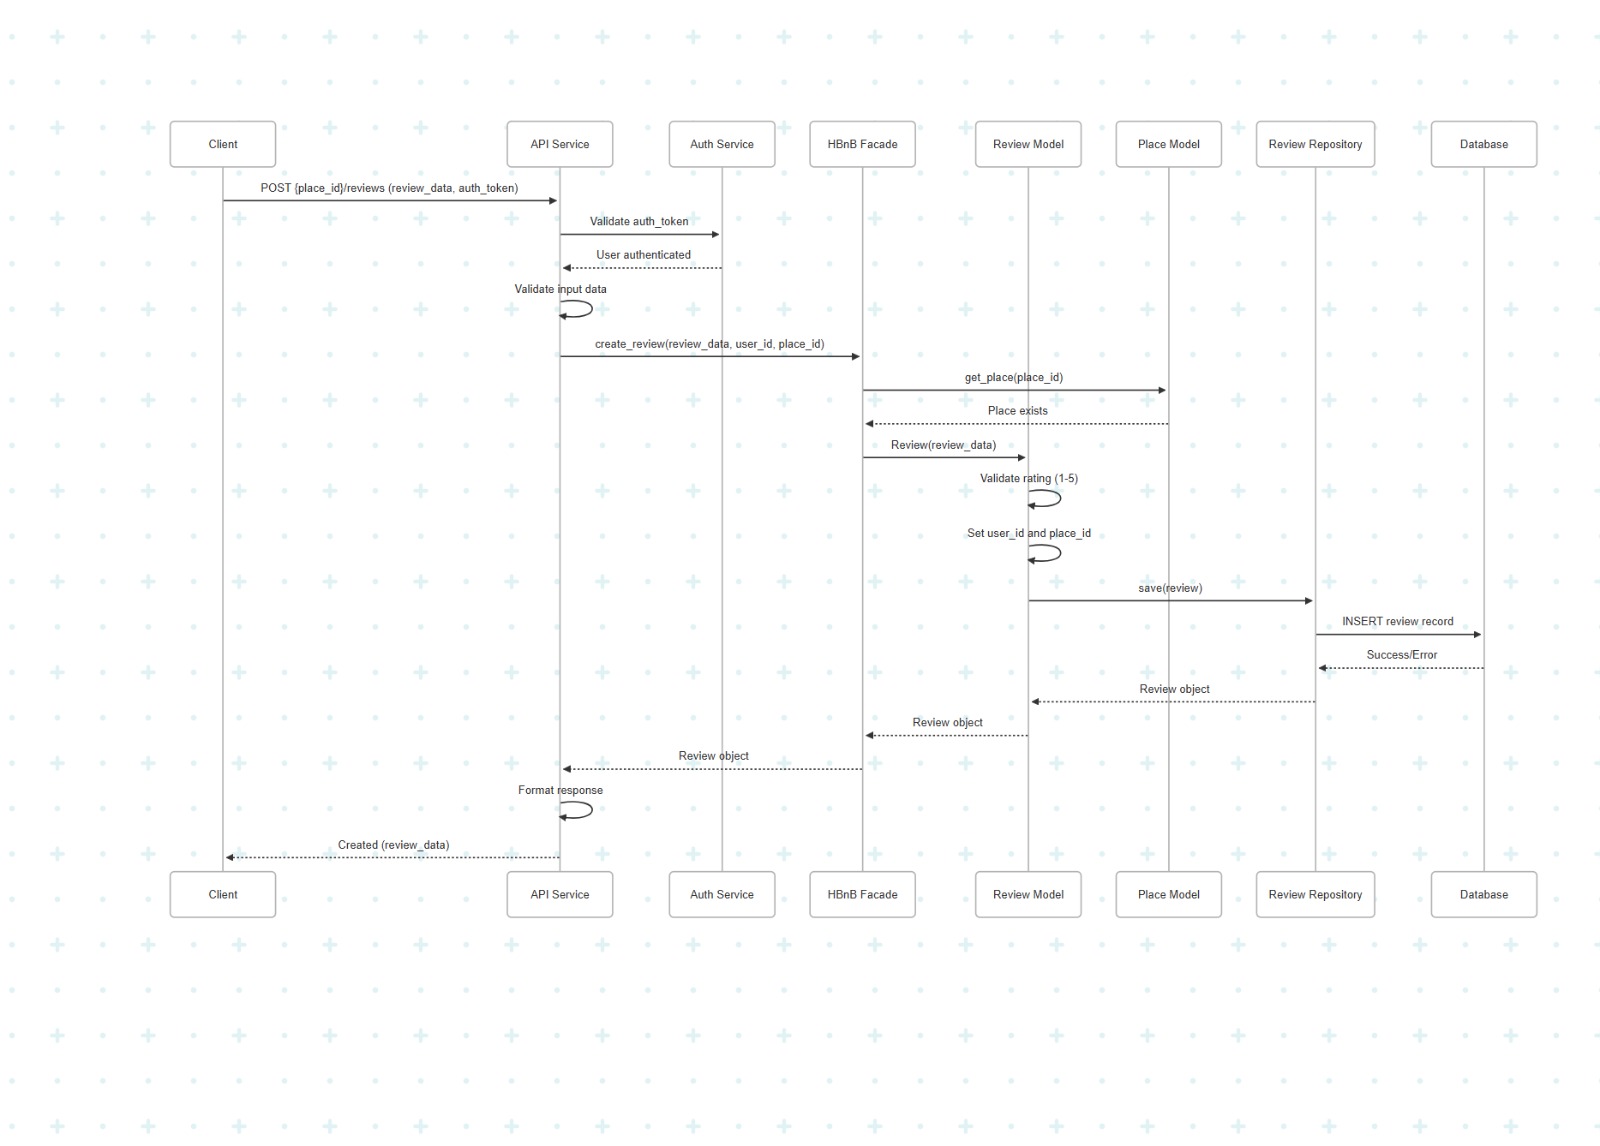 Client
API Service
Auth Service
HBnB Facade
Review Model
Place Model
Review Repository
Database
POST {place_id}/reviews (review_data, auth_token)
Validate auth_token
User authenticated
Validate input data
create_review(review_data, user_id, place_id)
get_place(place_id)
Place exists
Review(review_data)
Validate rating (1-5)
Set user_id and place_id
save(review)
INSERT review record
Success/Error
Review object
Review object
Review object
Format response
Created (review_data)
Client
API Service
Auth Service
HBnB Facade
Review Model
Place Model
Review Repository
Database